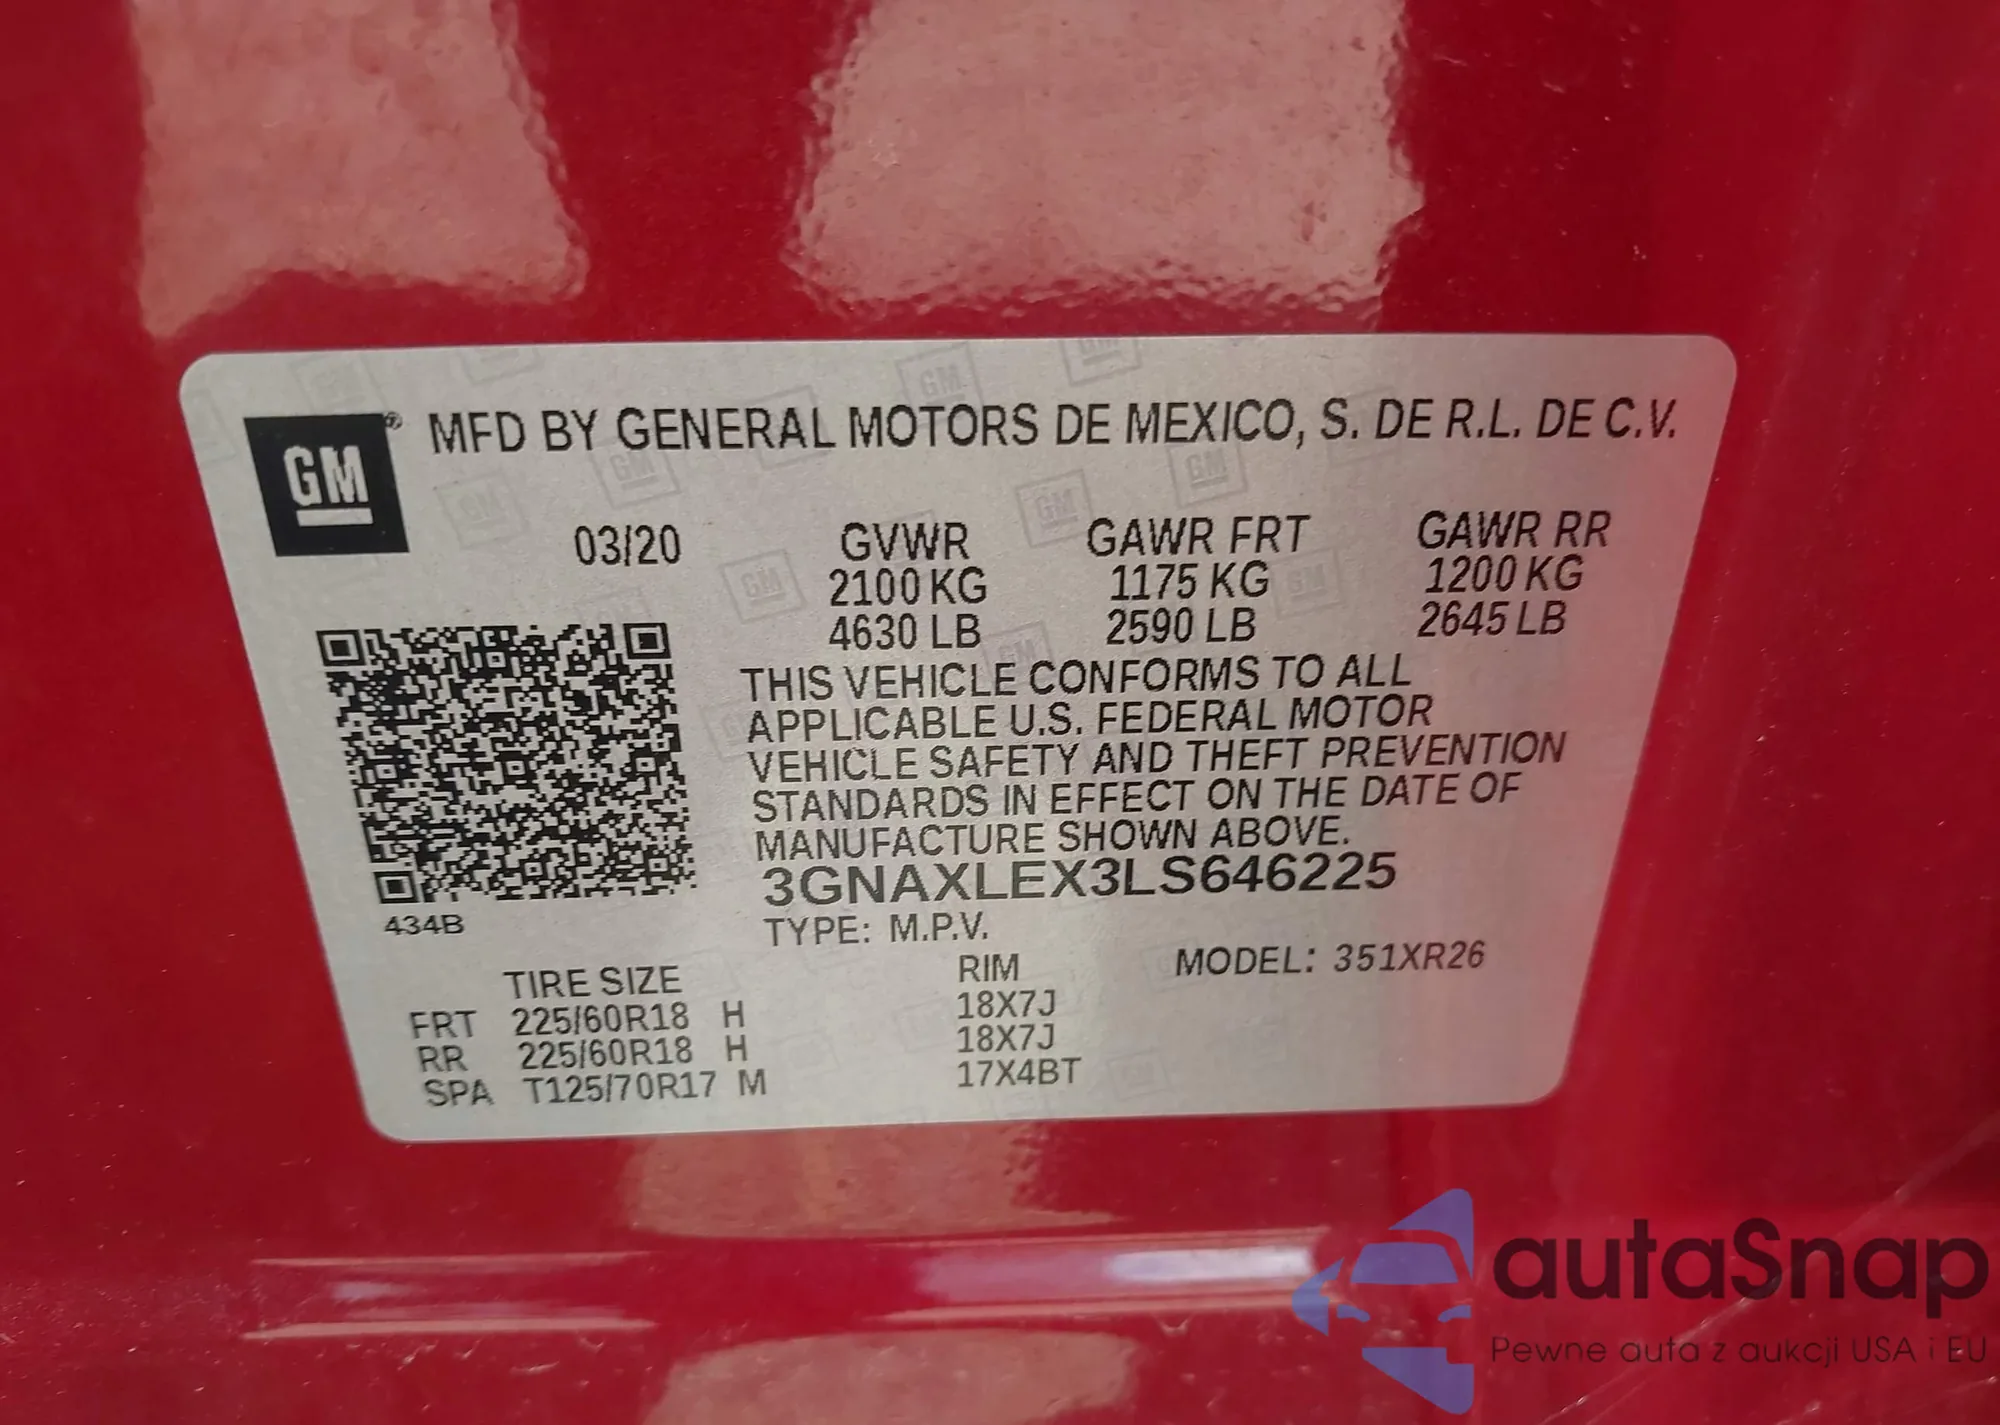 GM® MFD BY GENERAL MOTORS DE MEXICO, S. DE R.L. DE C.V.
03/20 GVWR GAWR FRT GAWR RR
2100 KG 1175 KG 1200 KG
4630 LB 2590 LB 2645 LB
THIS VEHICLE CONFORMS TO ALL
APPLICABLE U.S. FEDERAL MOTOR
VEHICLE SAFETY AND THEFT PREVENTION
STANDARDS IN EFFECT ON THE DATE OF
MANUFACTURE SHOWN ABOVE.
3GNAXLEX3LS646225
434B
TYPE: M.P.V.
MODEL: 351XR26
TIRE SIZE RIM
FRT 225/60R18 H 18X7J
RR 225/60R18 H 18X7J
SPA T125/70R17 M 17X4BT
autaSnap
Pewne auta z aukcji USA i EU